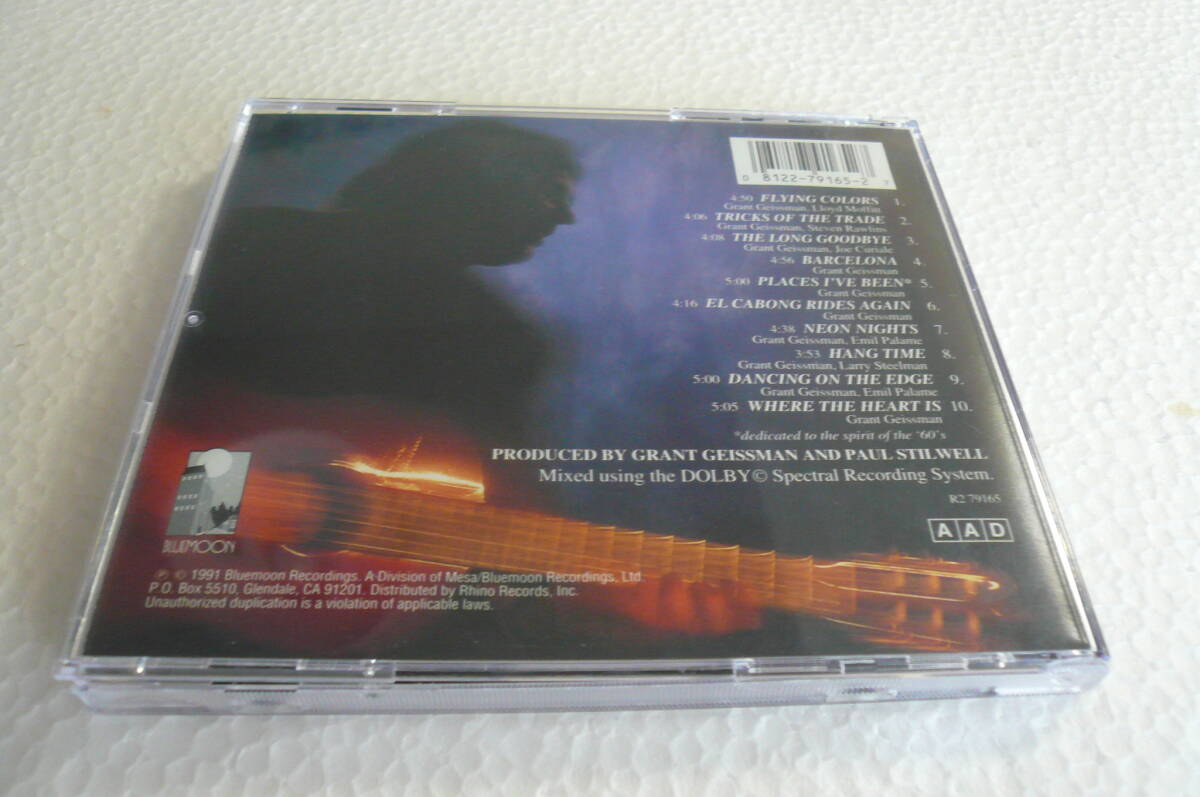 0 81227-79165-2 7
4:50 FLYING COLORS 1.
Grant Geissman, Lloyd Moffitt
4:06 TRICKS OF THE TRADE 2.
Grant Geissman, Steven Rawlins
4:08 THE LONG GOODBYE 3.
Grant Geissman, Joe Curiale
4:56 BARCELONA 4.
Grant Geissman
5:00 PLACES I'VE BEEN* 5.
Grant Geissman
4:16 EL CABONG RIDES AGAIN 6.
Grant Geissman
4:38 NEON NIGHTS 7.
Grant Geissman, Emil Palame
3:53 HANG TIME 8.
Grant Geissman, Larry Steelman
5:00 DANCING ON THE EDGE 9.
Grant Geissman, Emil Palame
5:05 WHERE THE HEART IS 10.
Grant Geissman
*dedicated to the spirit of the '60's
PRODUCED BY GRANT GEISSMAN AND PAUL STILWELL
Mixed using the DOLBY© Spectral Recording System.
R2 79165
A A D
BLUEMOON
℗ © 1991 Bluemoon Recordings. A Division of Mesa/Bluemoon Recordings, Ltd.
P.O. Box 5510, Glendale, CA 91201. Distributed by Rhino Records, Inc.
Unauthorized duplication is a violation of applicable laws.